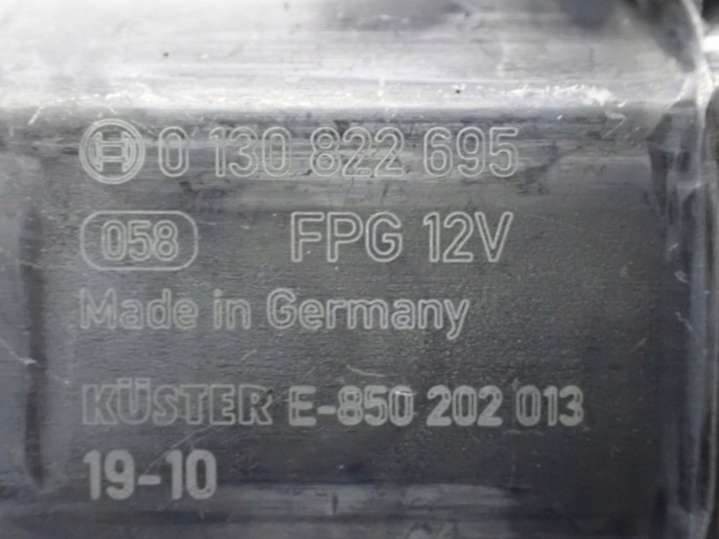 0 130 822 695
058 FPG 12V
Made in Germany
KÜSTER E-850 202 013
19-10